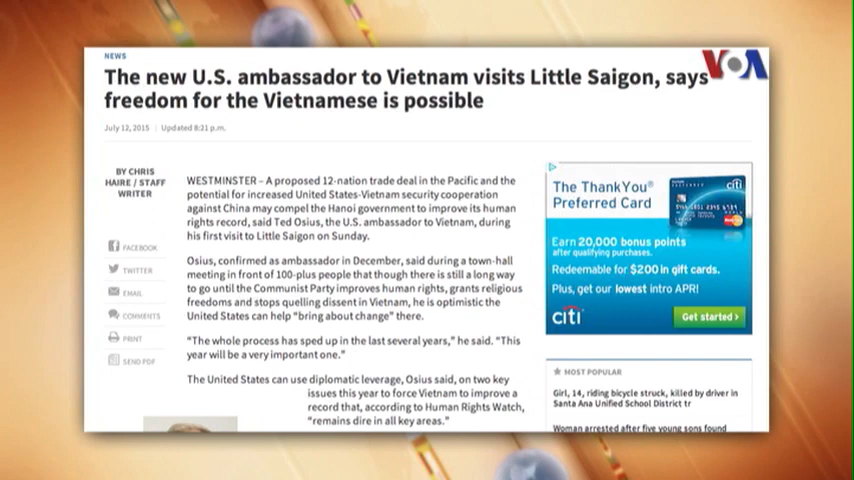 VOA
NEWS
The new U.S. ambassador to Vietnam visits Little Saigon, says
freedom for the Vietnamese is possible
July 12, 2015 | Updated 8:21 p.m.
BY CHRIS
HAIRE / STAFF
WRITER
FACEBOOK
TWITTER
EMAIL
COMMENTS
PRINT
SEND PDF
WESTMINSTER – A proposed 12-nation trade deal in the Pacific and the
potential for increased United States-Vietnam security cooperation
against China may compel the Hanoi government to improve its human
rights record, said Ted Osius, the U.S. ambassador to Vietnam, during
his first visit to Little Saigon on Sunday.
Osius, confirmed as ambassador in December, said during a town-hall
meeting in front of 100-plus people that though there is still a long way
to go until the Communist Party improves human rights, grants religious
freedoms and stops quelling dissent in Vietnam, he is optimistic the
United States can help “bring about change” there.
“The whole process has sped up in the last several years,” he said. “This
year will be a very important one.”
The United States can use diplomatic leverage, Osius said, on two key
issues this year to force Vietnam to improve a
record that, according to Human Rights Watch,
“remains dire in all key areas.”
The ThankYou®
Preferred Card
citi
Earn 20,000 bonus points
after qualifying purchases.
Redeemable for $200 in gift cards.
Plus, get our lowest intro APR!
citi
Get started ›
MOST POPULAR
Girl, 14, riding bicycle struck, killed by driver in
Santa Ana Unified School District tr
Woman arrested after five young sons found